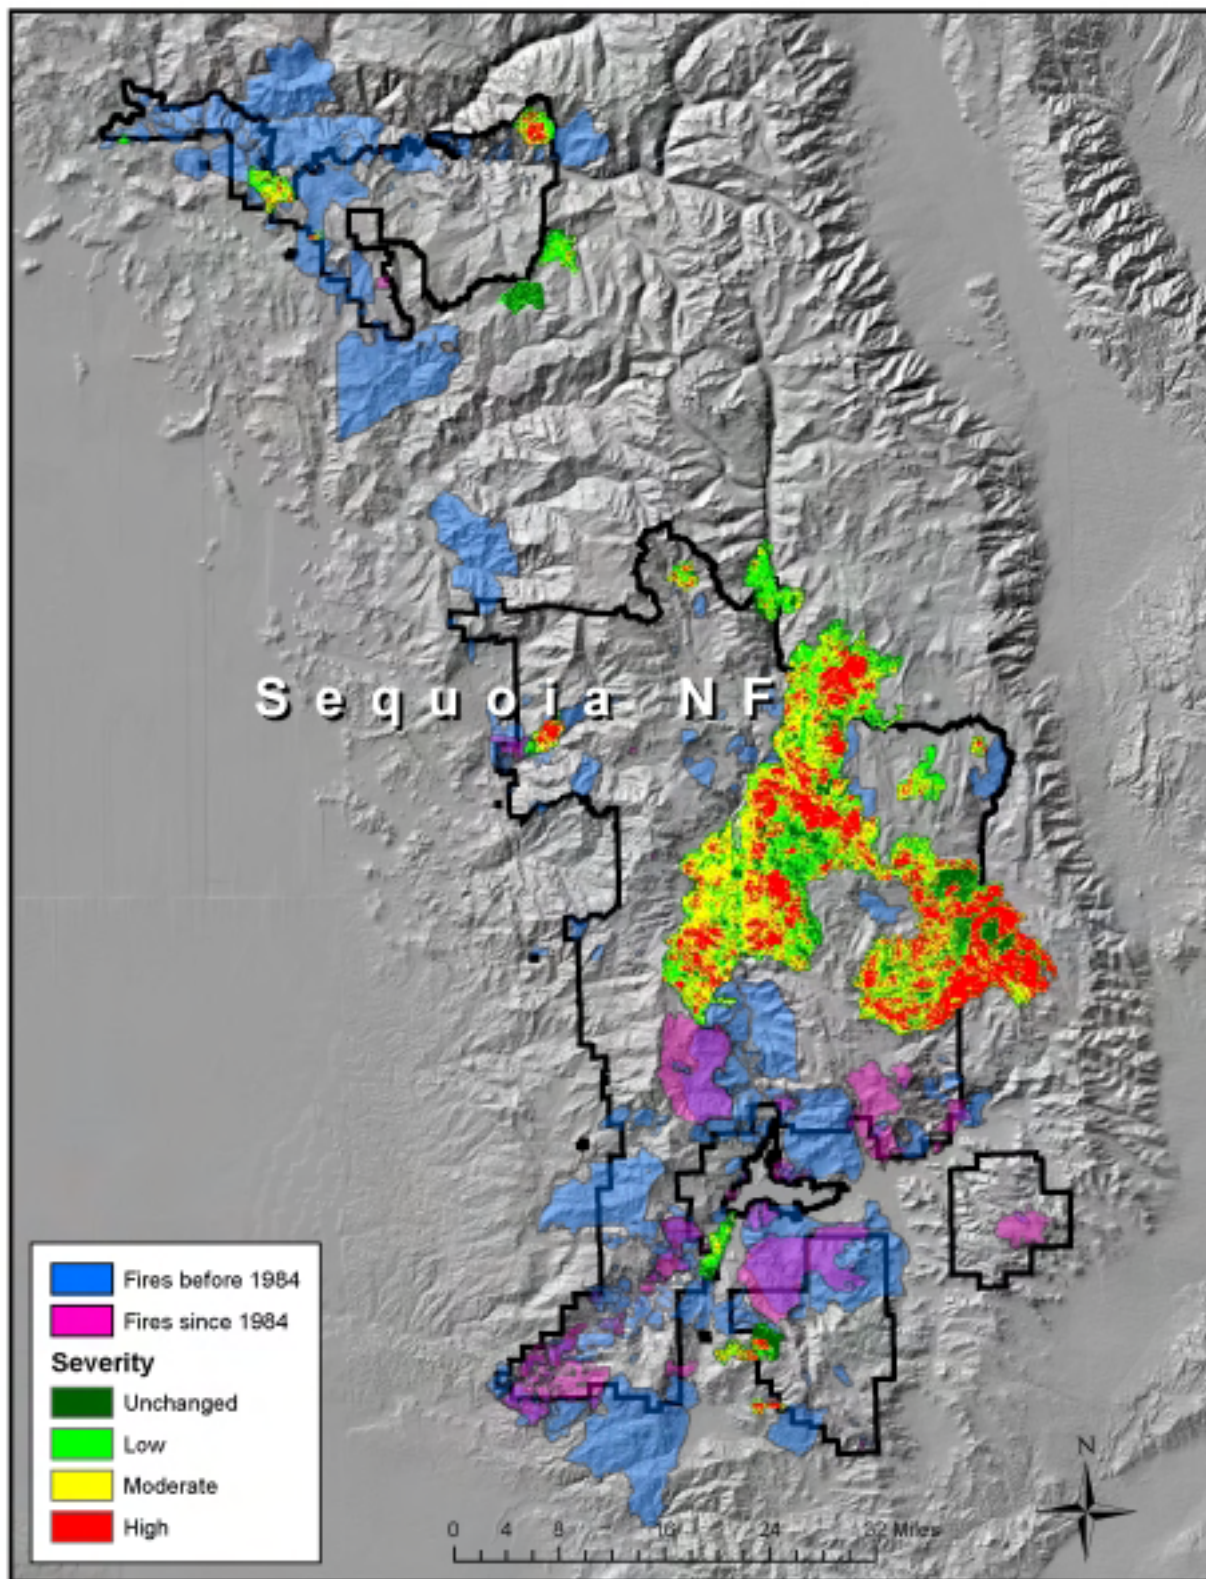 Sequoia NF
Fires before 1984
Fires since 1984
Severity
Unchanged
Low
Moderate
High
N
0 4 8 16 24 32 Miles